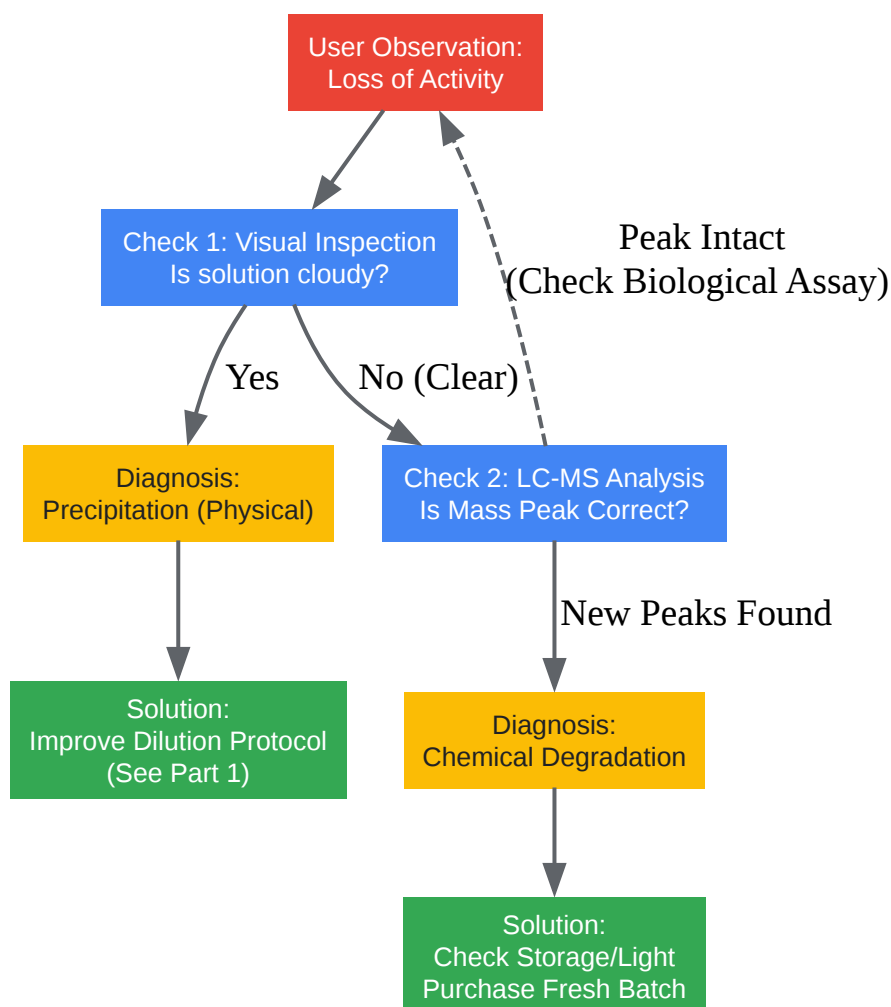 User Observation:
Loss of Activity
Check 1: Visual Inspection
Is solution cloudy?
Peak Intact
(Check Biological Assay)
Yes
No (Clear)
Diagnosis:
Precipitation (Physical)
Check 2: LC-MS Analysis
Is Mass Peak Correct?
New Peaks Found
Solution:
Improve Dilution Protocol
(See Part 1)
Diagnosis:
Chemical Degradation
Solution:
Check Storage/Light
Purchase Fresh Batch